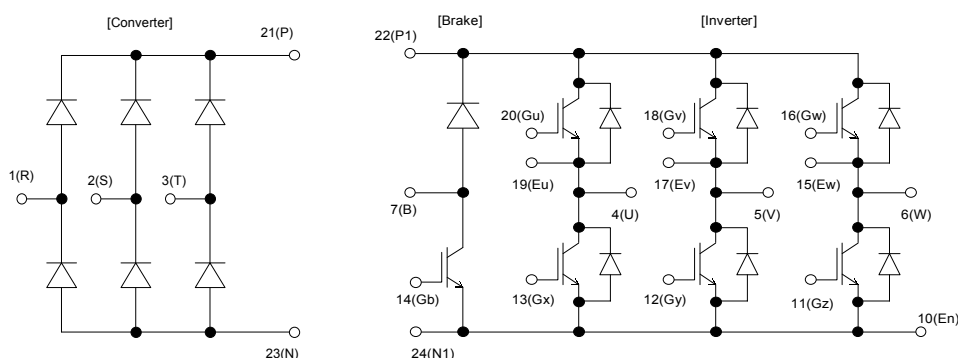 [Converter]
[Brake]
[Inverter]
21(P)
22(P1)
20(Gu)
18(Gv)
16(Gw)
1(R)
2(S)
3(T)
19(Eu)
17(Ev)
15(Ew)
7(B)
4(U)
5(V)
6(W)
14(Gb)
13(Gx)
12(Gy)
11(Gz)
10(En)
23(N)
24(N1)